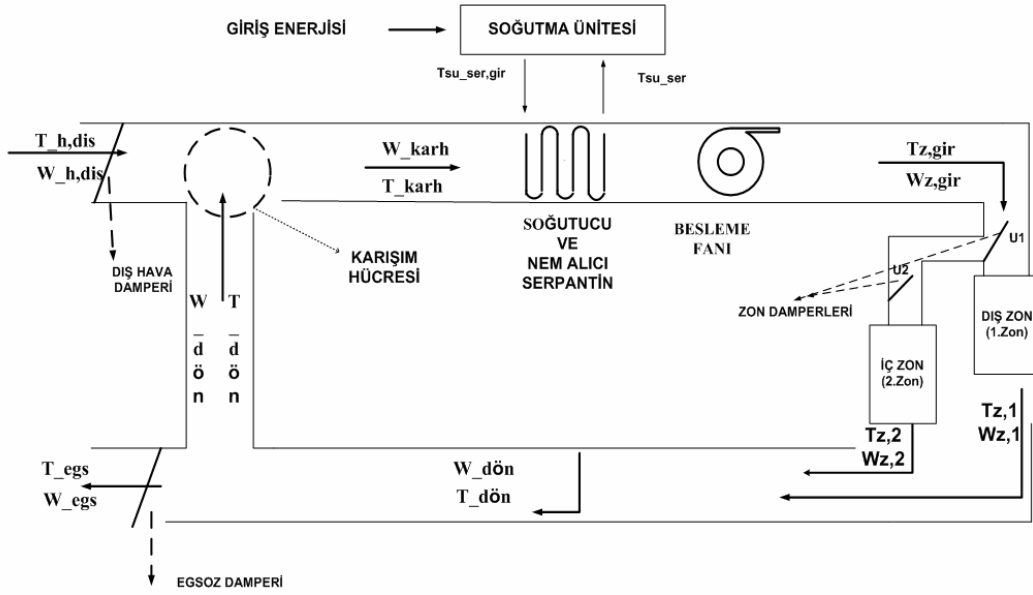 GİRİŞ ENERJİSİ
SOĞUTMA ÜNİTESİ
Tsu_ser,gir
Tsu_ser
T_h,dis
W_h,dis
W_karh
T_karh
Tz,gir
Wz,gir
SOĞUTUCU
VE
NEM ALICI
SERPANTİN
BESLEME
FANI
U1
U2
KARIŞIM
HÜCRESİ
DIŞ HAVA
DAMPERİ
ZON DAMPERLERİ
DIŞ ZON
(1.Zon)
İÇ ZON
(2.Zon)
W_dön
T_dön
Tz,1
Wz,1
Tz,2
Wz,2
T_egs
W_egs
W_dön
T_dön
EGSOZ DAMPERİ